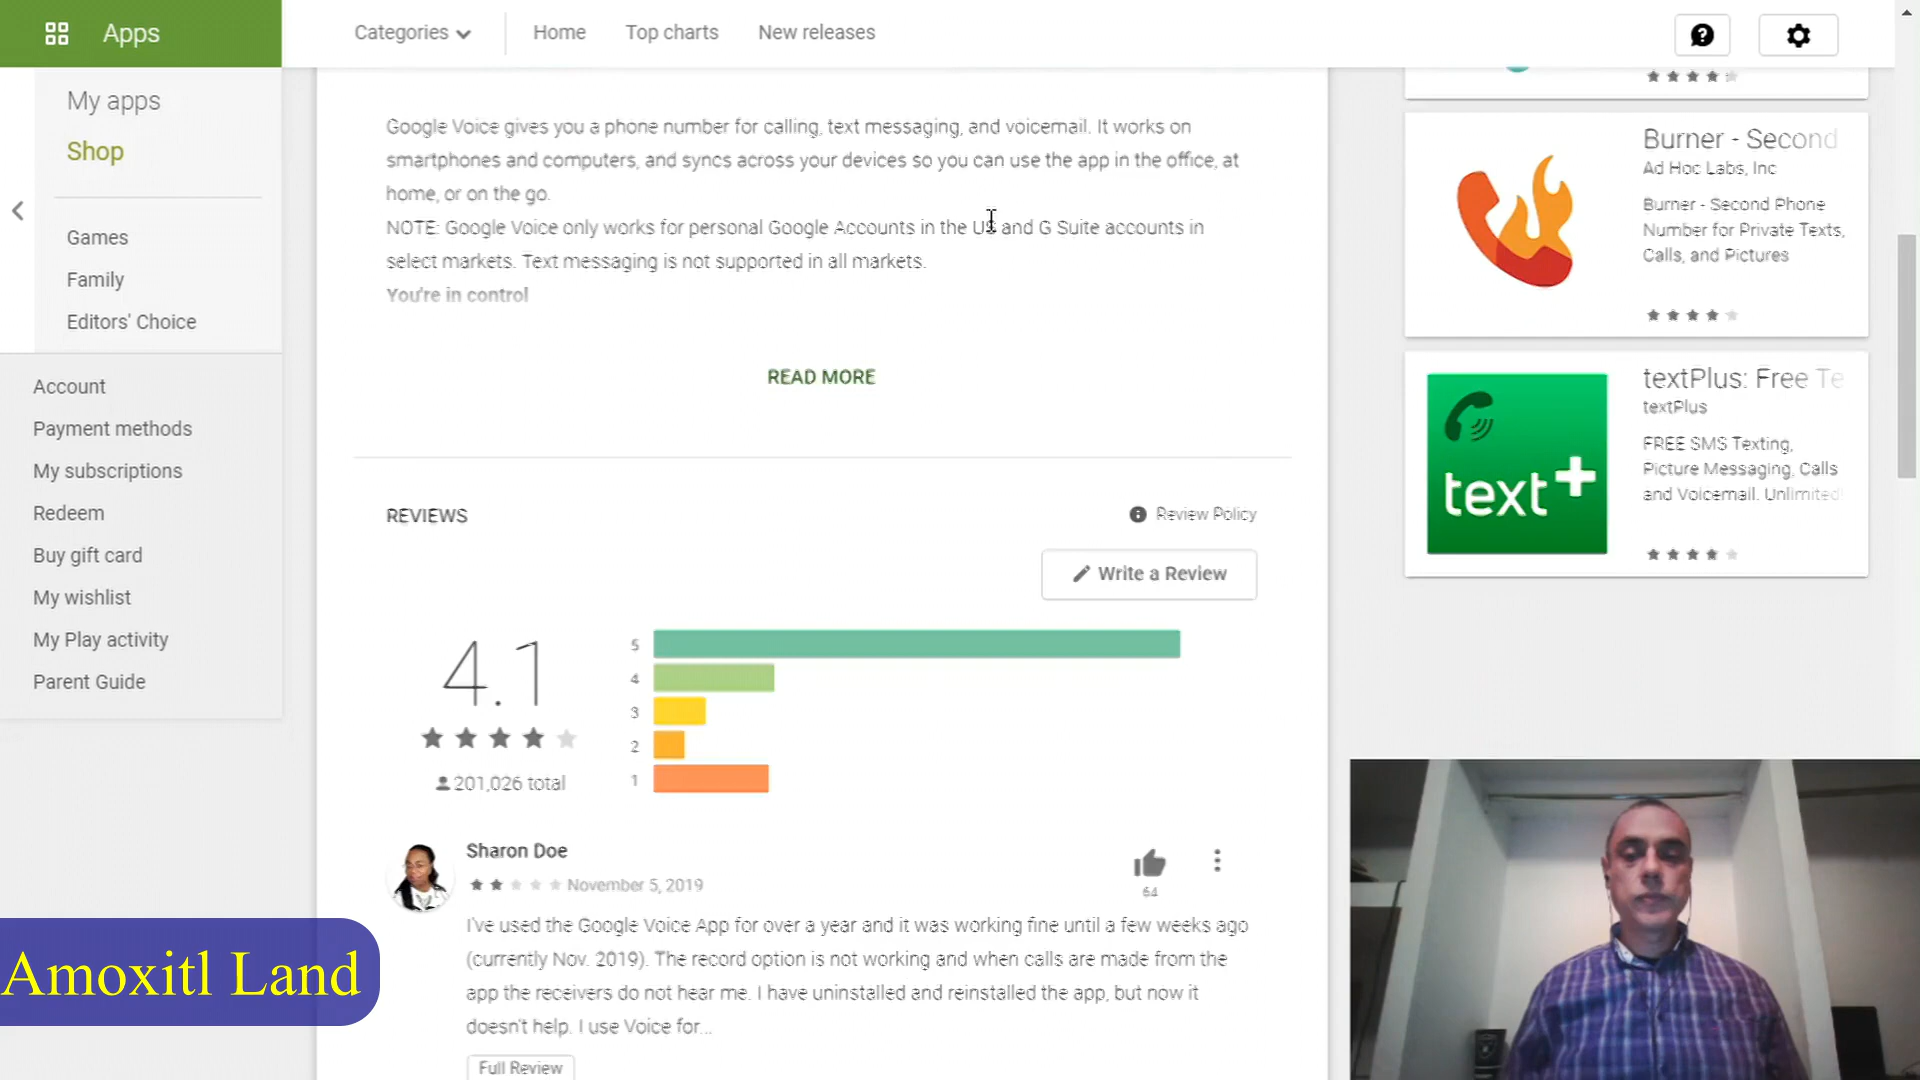 Apps
Categories
Home
Top charts
New releases
My apps
Shop
Games
Family
Editors' Choice
Account
Payment methods
My subscriptions
Redeem
Buy gift card
My wishlist
My Play activity
Parent Guide
Google Voice gives you a phone number for calling, text messaging, and voicemail. It works on
smartphones and computers, and syncs across your devices so you can use the app in the office, at
home, or on the go.
NOTE: Google Voice only works for personal Google Accounts in the US and G Suite accounts in
select markets. Text messaging is not supported in all markets.
You're in control
READ MORE
REVIEWS
Review Policy
Write a Review
4.1
201,026 total
5
4
3
2
1
Sharon Doe
November 5, 2019
64
I've used the Google Voice App for over a year and it was working fine until a few weeks ago
(currently Nov. 2019). The record option is not working and when calls are made from the
app the receivers do not hear me. I have uninstalled and reinstalled the app, but now it
doesn't help. I use Voice for...
Full Review
Burner - Second
Ad Hoc Labs, Inc
Burner - Second Phone
Number for Private Texts,
Calls, and Pictures
text+
textPlus: Free Te
textPlus
FREE SMS Texting,
Picture Messaging, Calls
and Voicemail. Unlimited
Amoxitl Land